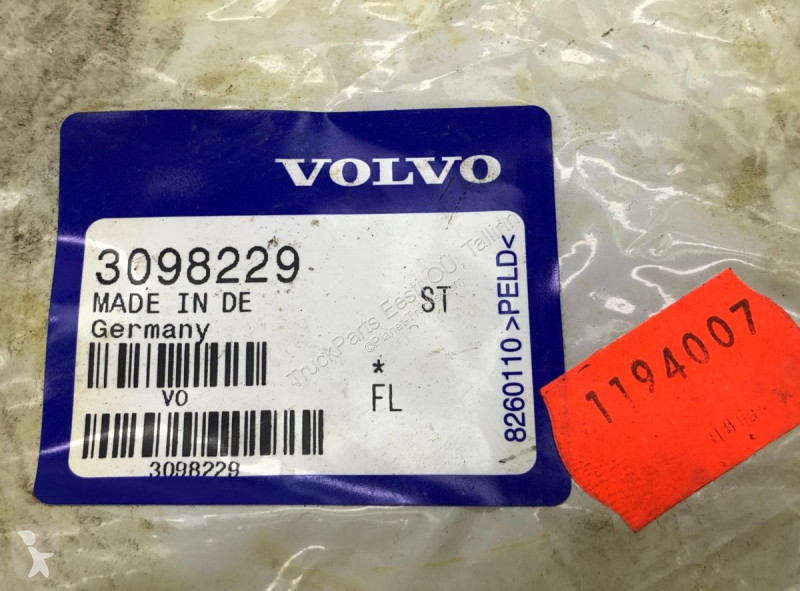 VOLVO
3098229
MADE IN DE ST
Germany
*
VO FL
3098229
8260110 >PELD<
1194007
TruckParts Eesti OÜ, Tallinn